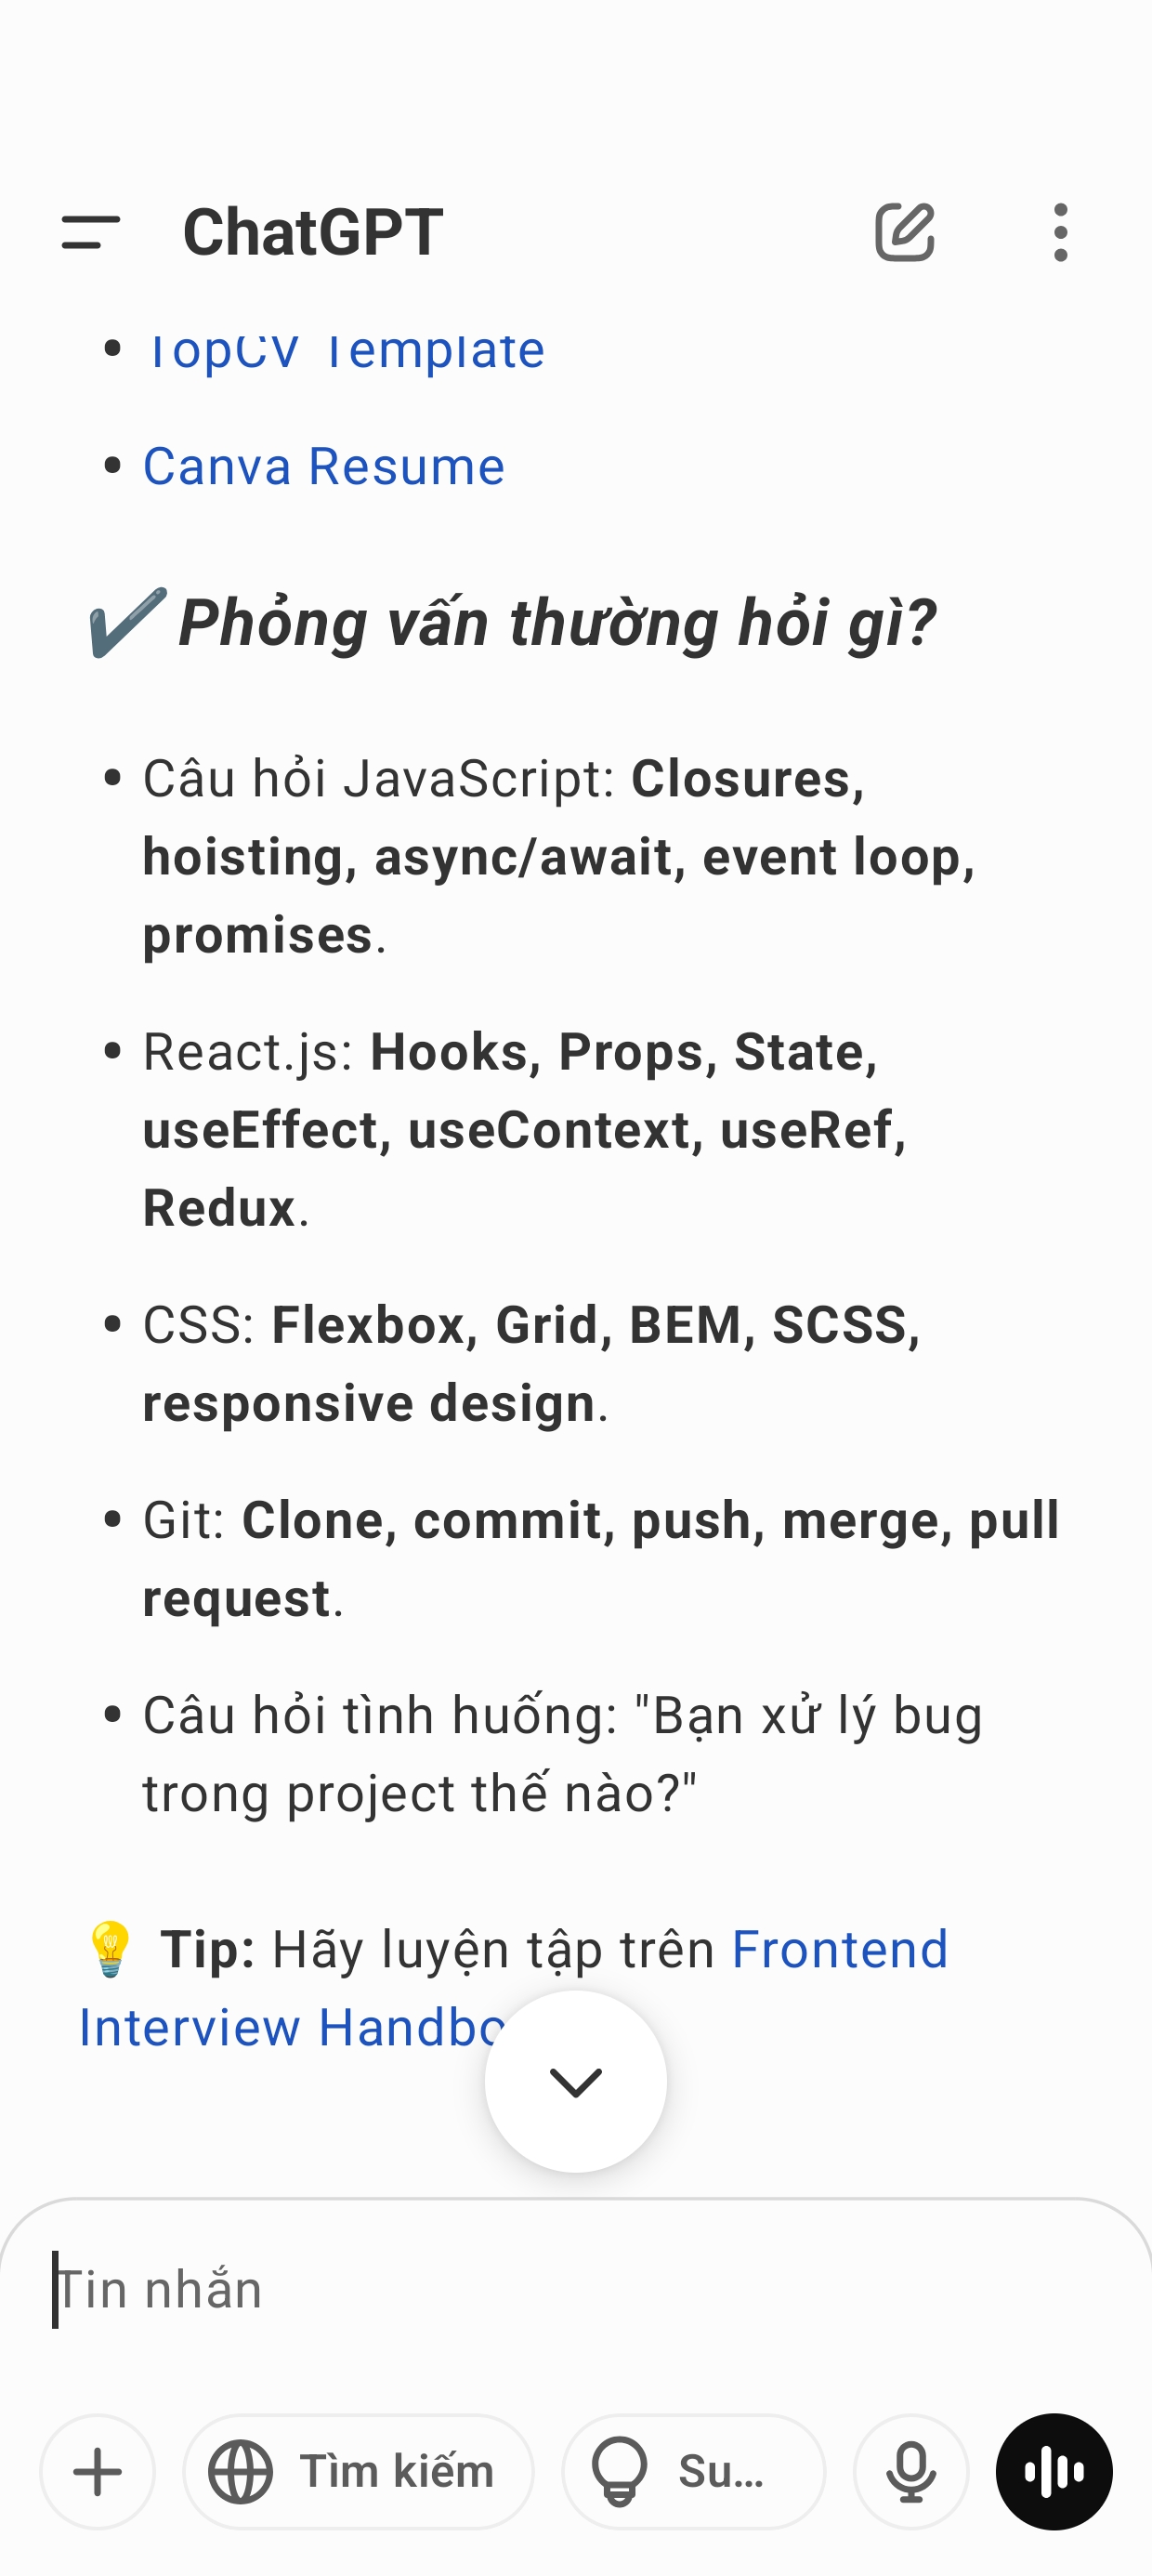 ChatGPT
• TopCV Template
• Canva Resume
✔️ Phỏng vấn thường hỏi gì?
• Câu hỏi JavaScript: Closures,
hoisting, async/await, event loop,
promises.
• React.js: Hooks, Props, State,
useEffect, useContext, useRef,
Redux.
• CSS: Flexbox, Grid, BEM, SCSS,
responsive design.
• Git: Clone, commit, push, merge, pull
request.
• Câu hỏi tình huống: "Bạn xử lý bug
trong project thế nào?"
💡 Tip: Hãy luyện tập trên Frontend
Interview Handbo
Tin nhắn
Tìm kiếm
Su...